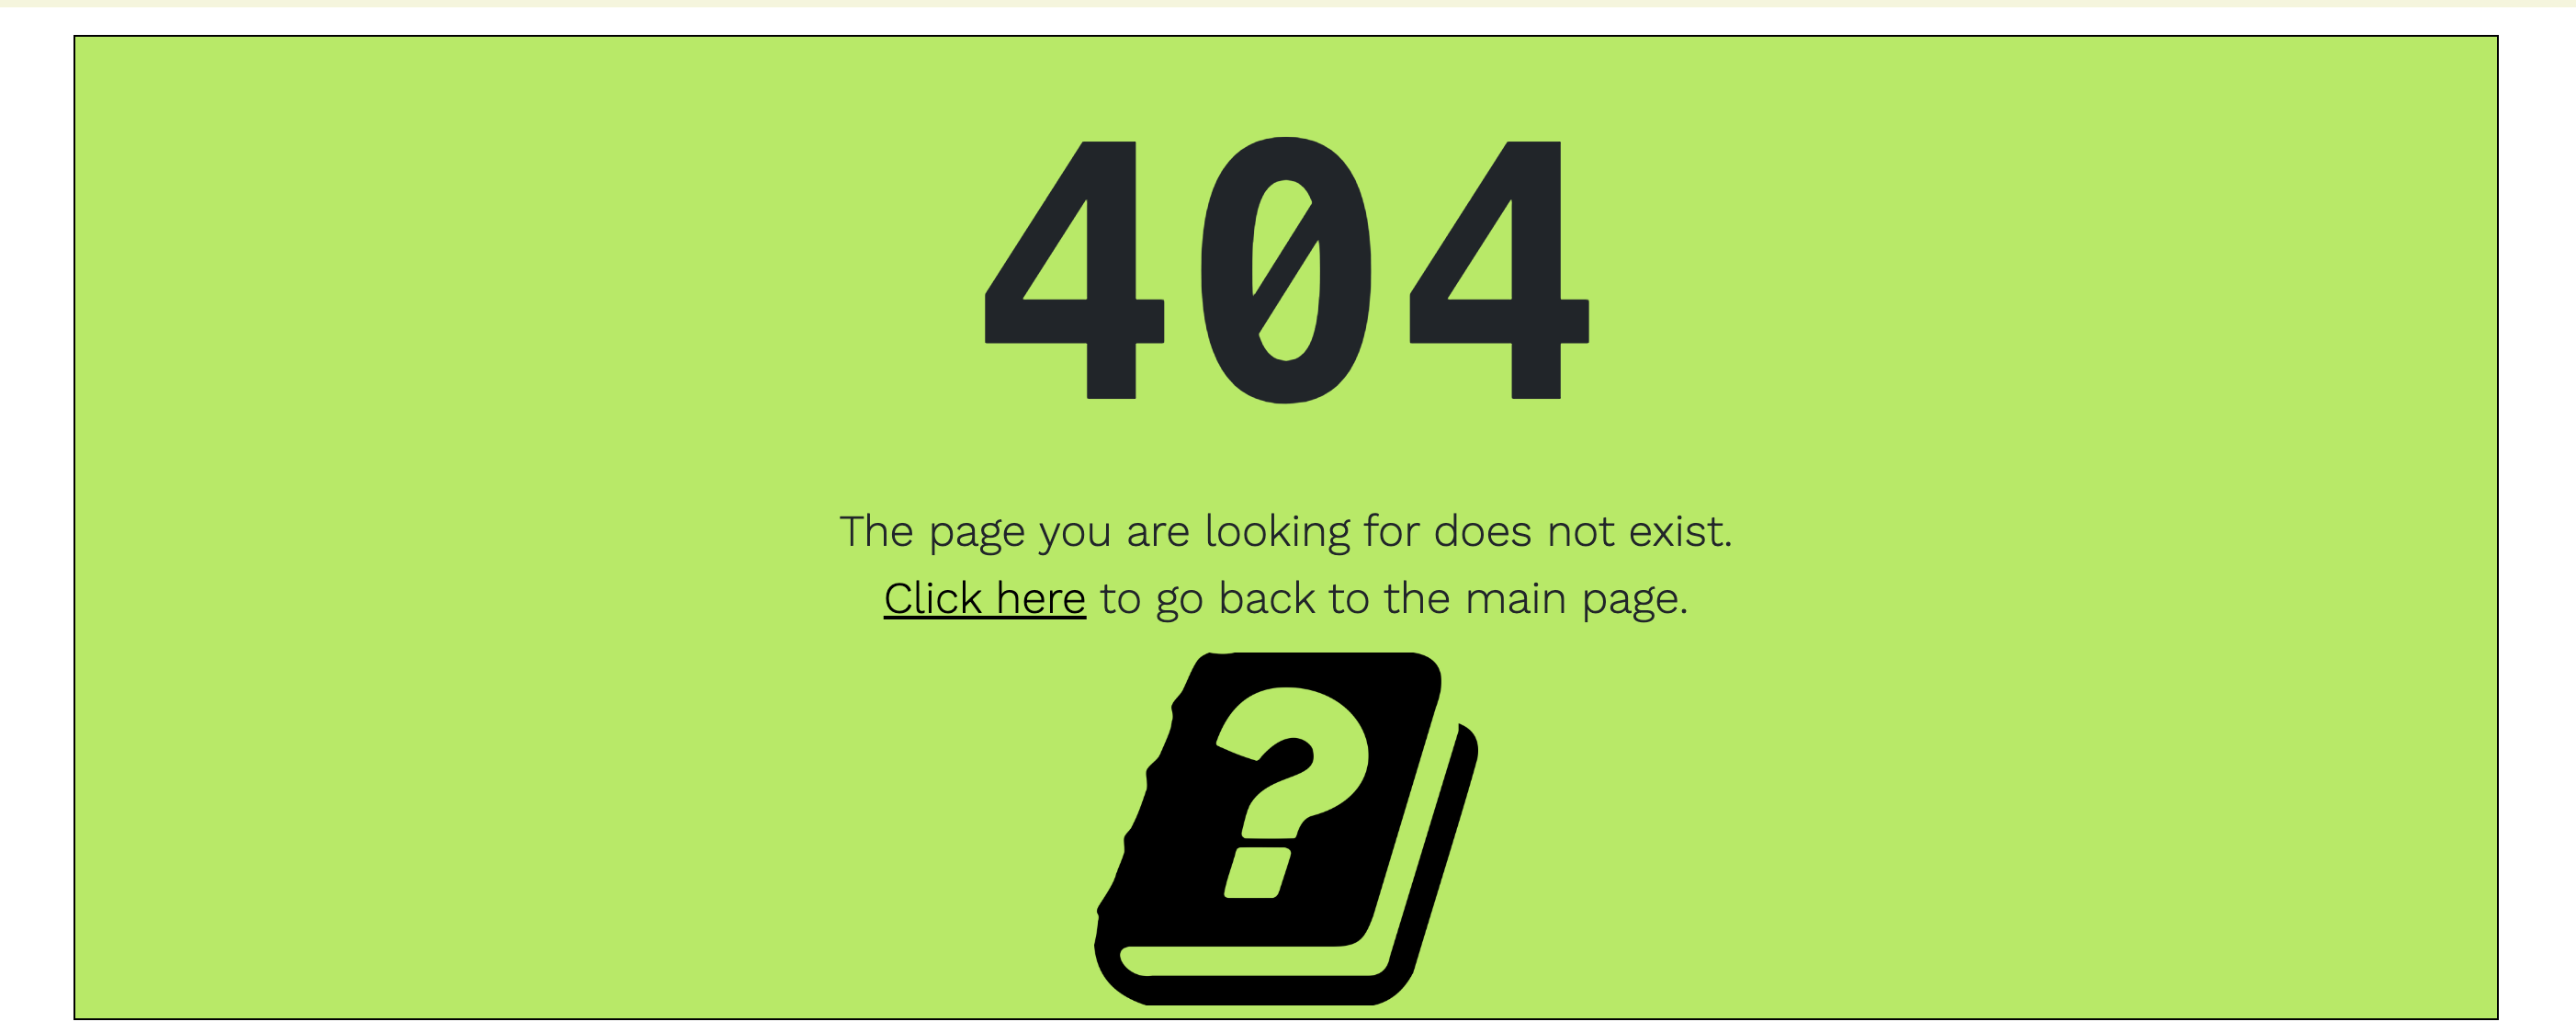 404
The page you are looking for does not exist.
Click here to go back to the main page.
?